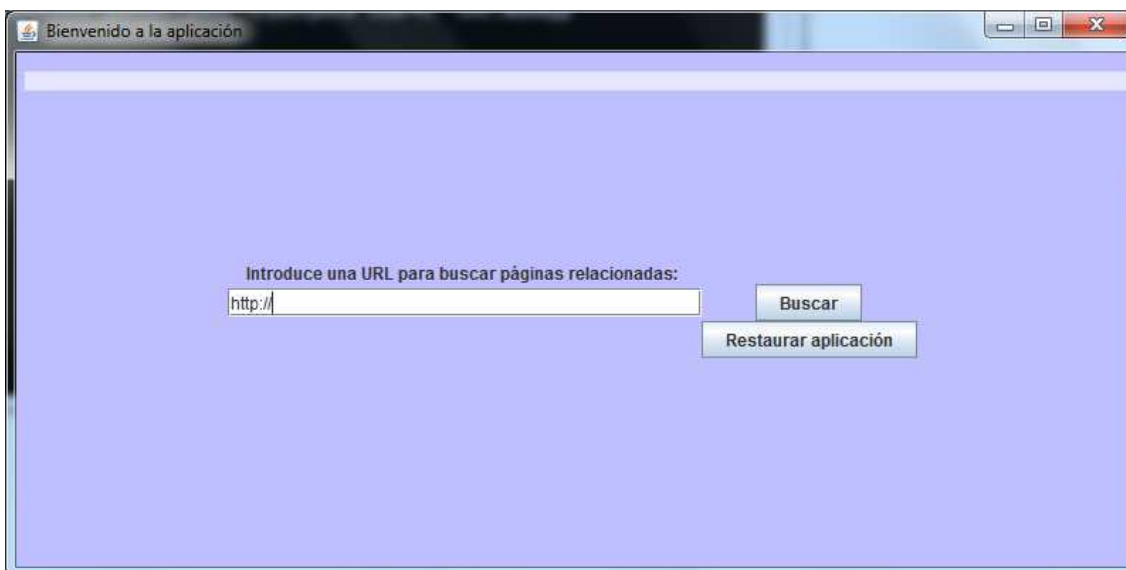 Bienvenido a la aplicación
Introduce una URL para buscar páginas relacionadas:
http://
Buscar
Restaurar aplicación